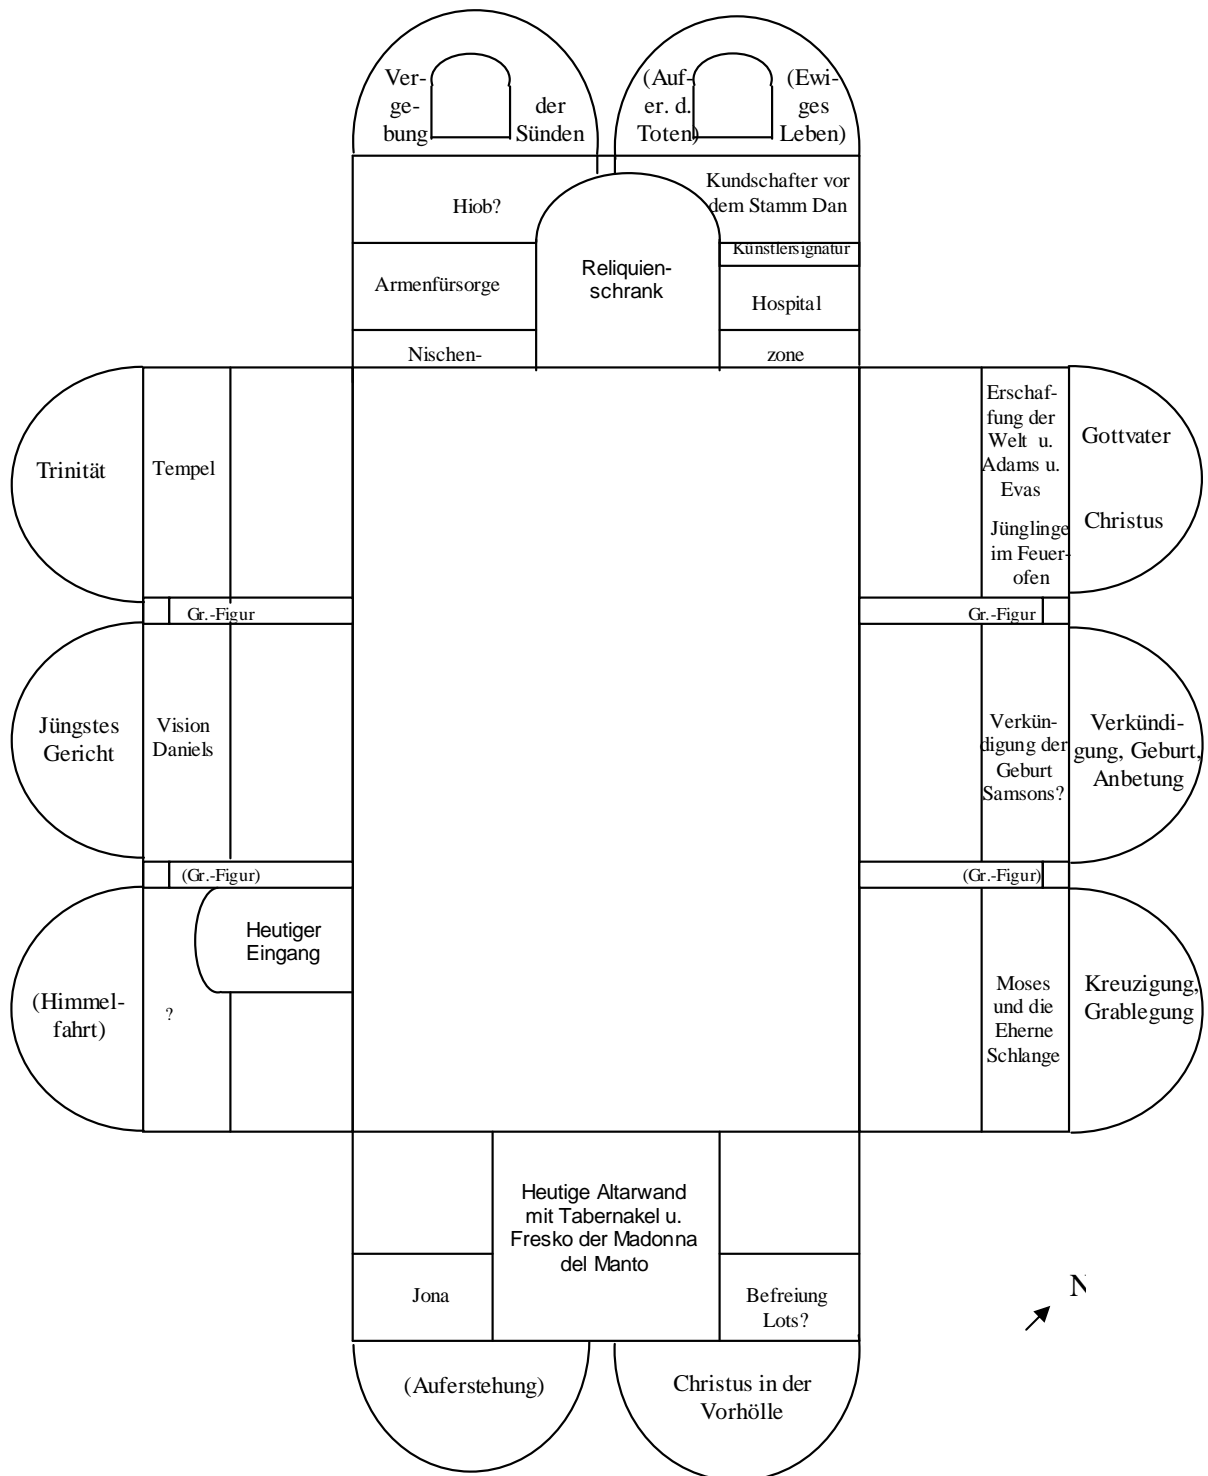 Ver-
ge-
bung
der
Sünden
(Auf-
er. d.
Toten)
(Ewi-
ges
Leben)
Hiob?
Kundschafter vor
dem Stamm Dan
Künstlersignatur
Armenfürsorge
Reliquien-
schrank
Hospital
Nischen-
zone
Trinität
Tempel
Erschaf-
fung der
Welt u.
Adams u.
Evas
Jünglinge
im Feuer-
ofen
Gottvater
Christus
Gr.-Figur
Gr.-Figur
Jüngstes
Gericht
Vision
Daniels
Verkün-
digung der
Geburt
Samsons?
Verkündi-
gung, Geburt,
Anbetung
(Gr.-Figur)
(Gr.-Figur)
(Himmel-
fahrt)
?
Heutiger
Eingang
Moses
und die
Eherne
Schlange
Kreuzigung,
Grablegung
Heutige Altarwand
mit Tabernakel u.
Fresko der Madonna
del Manto
Jona
Befreiung
Lots?
N
(Auferstehung)
Christus in der
Vorhölle